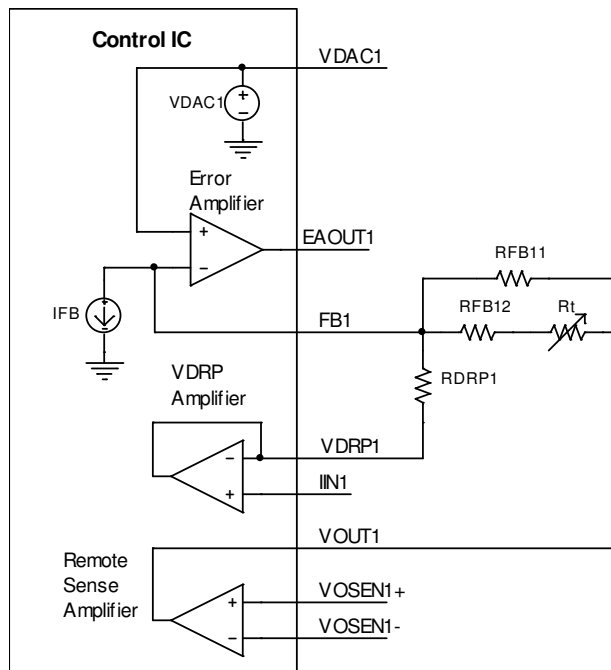 Control IC
VDAC1
VDAC1
+
−
Error
Amplifier
+
−
EAOUT1
RFB11
IFB
+
−
FB1
RFB12
Rt
VDRP
Amplifier
RDRP1
−
VDRP1
+
IIN1
VOUT1
Remote
Sense
Amplifier
+
VOSEN1+
−
VOSEN1-